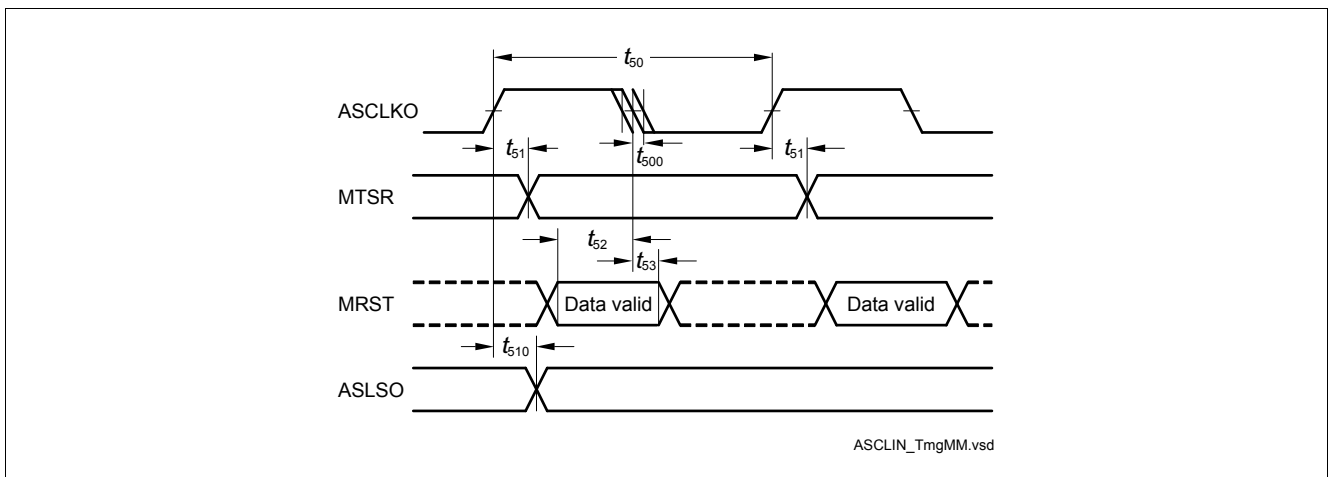 t50
ASCLKO
t51
t500
t51
MTSR
t52
t53
MRST
Data valid
Data valid
t510
ASLSO
ASCLIN_TmgMM.vsd